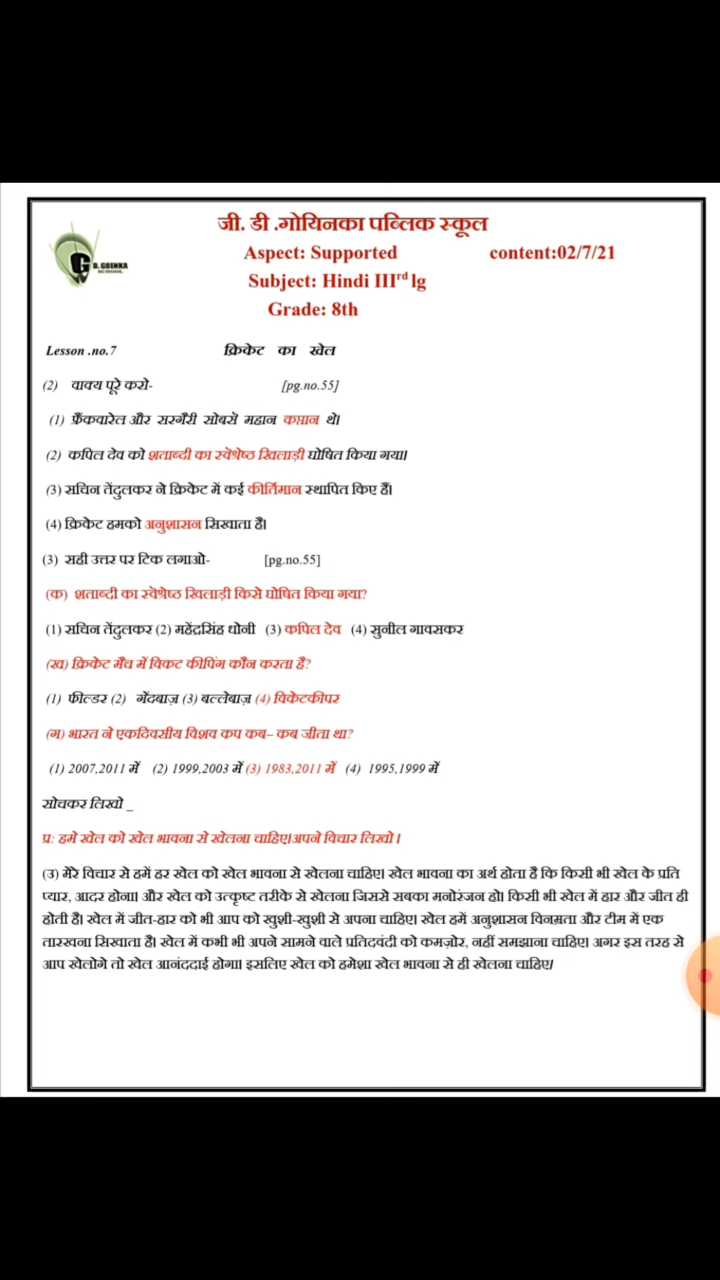 जी. डी .गोयिनका पब्लिक स्कूल
Aspect: Supported content:02/7/21
Subject: Hindi IIIrd lg
Grade: 8th
G D. GOENKA
Lesson .no.7 क्रिकेट का खेल
(2) वाक्य पूरे करो- [pg.no.55]
(1) फ्रैंकवारेल और सरगैरी सोबर्स महान कप्तान थे।
(2) कपिल देव को शताब्दी का स्वेश्रेष्ठ खिलाड़ी घोषित किया गया।
(3) सचिन तेंदुलकर ने क्रिकेट में कई कीर्तिमान स्थापित किए हैं।
(4) क्रिकेट हमको अनुशासन सिखाता है।
(3) सही उत्तर पर टिक लगाओ- [pg.no.55]
(क) शताब्दी का स्वेश्रेष्ठ खिलाड़ी किसे घोषित किया गया?
(1) सचिन तेंदुलकर (2) महेंद्रसिंह धोनी (3) कपिल देव (4) सुनील गावसकर
(ख) क्रिकेट मैच में विकट कीपिंग कौन करता है?
(1) फील्डर (2) गेंदबाज़ (3) बल्लेबाज़ (4) विकेटकीपर
(ग) भारत ने एकदिवसीय विशव कप कब– कब जीता था?
(1) 2007,2011 में (2) 1999,2003 में (3) 1983,2011 में (4) 1995,1999 में
सोचकर लिखो _
प्र: हमे खेल को खेल भावना से खेलना चाहिए।अपने विचार लिखो ।
(3) मेरे विचार से हमें हर खेल को खेल भावना से खेलना चाहिए। खेल भावना का अर्थ होता है कि किसी भी खेल के प्रति
प्यार, आदर होना। और खेल को उत्कृष्ट तरीके से खेलना जिससे सबका मनोरंजन हो। किसी भी खेल में हार और जीत ही
होती है। खेल में जीत-हार को भी आप को खुशी-खुशी से अपना चाहिए। खेल हमें अनुशासन विनम्रता और टीम में एक
तारखना सिखाता है। खेल में कभी भी अपने सामने वाले प्रतिदवंदी को कमज़ोर, नहीं समझाना चाहिए। अगर इस तरह से
आप खेलोगे तो खेल आनंददाई होगा। इसलिए खेल को हमेशा खेल भावना से ही खेलना चाहिए।